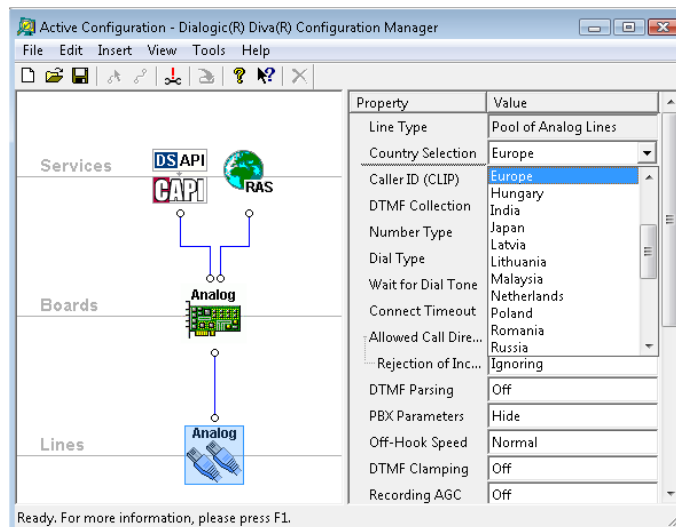 Active Configuration - Dialogic(R) Diva(R) Configuration Manager
File Edit Insert View Tools Help
Services
DS API
CAPI
RAS
Boards
Analog
Lines
Analog
Property Value
Line Type Pool of Analog Lines
Country Selection Europe
Caller ID (CLIP) Europe
Hungary
DTMF Collection India
Japan
Number Type Latvia
Dial Type Lithuania
Malaysia
Wait for Dial Tone Netherlands
Connect Timeout Poland
Romania
Allowed Call Dire... Russia
Rejection of Inc... Ignoring
DTMF Parsing Off
PBX Parameters Hide
Off-Hook Speed Normal
DTMF Clamping Off
Recording AGC Off
Ready. For more information, please press F1.